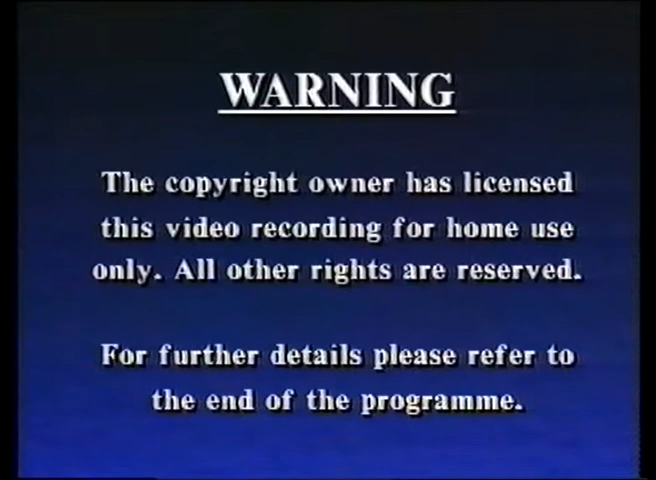 WARNING
The copyright owner has licensed
this video recording for home use
only. All other rights are reserved.
For further details please refer to
the end of the programme.